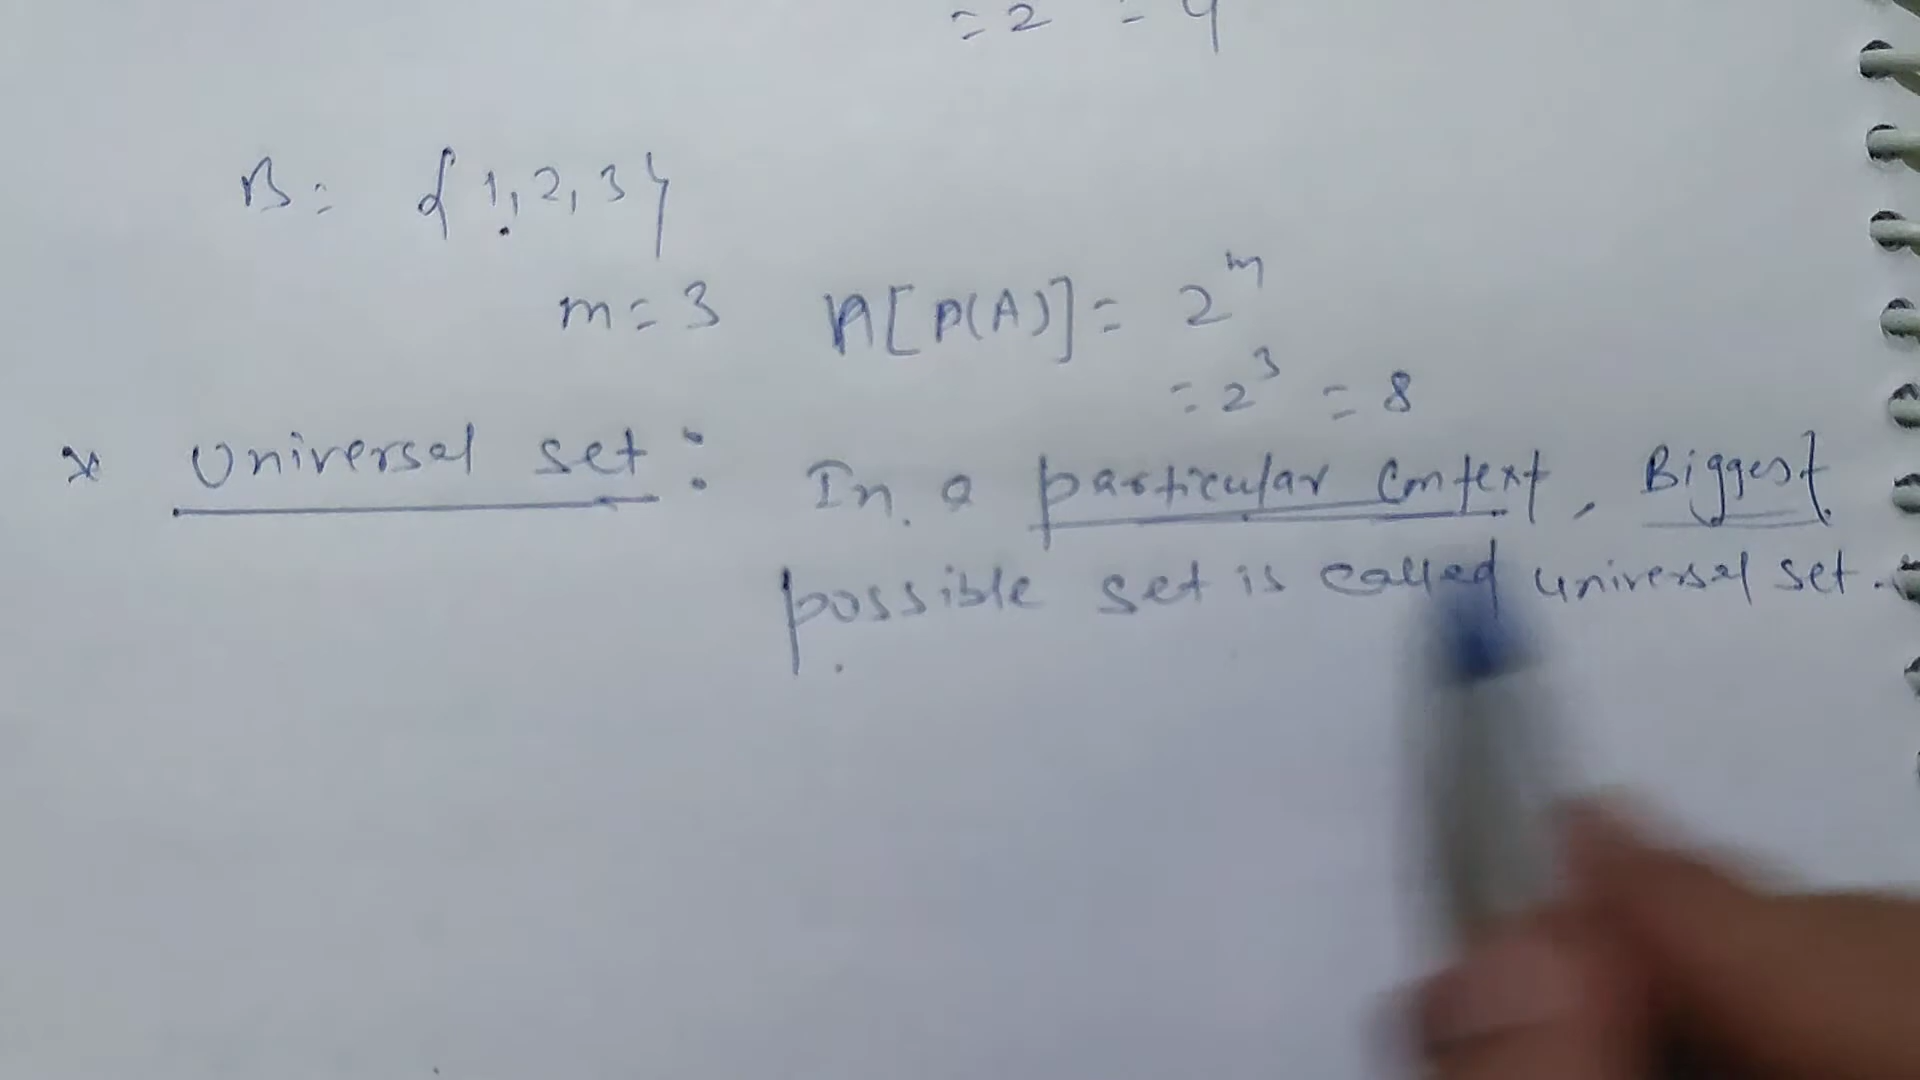 = 2 = 4
B = { 1, 2, 3 }
m = 3 n[P(A)] = 2^m
= 2^3 = 8
* Universal set : In a particular context, Biggest
possible set is called universal set.